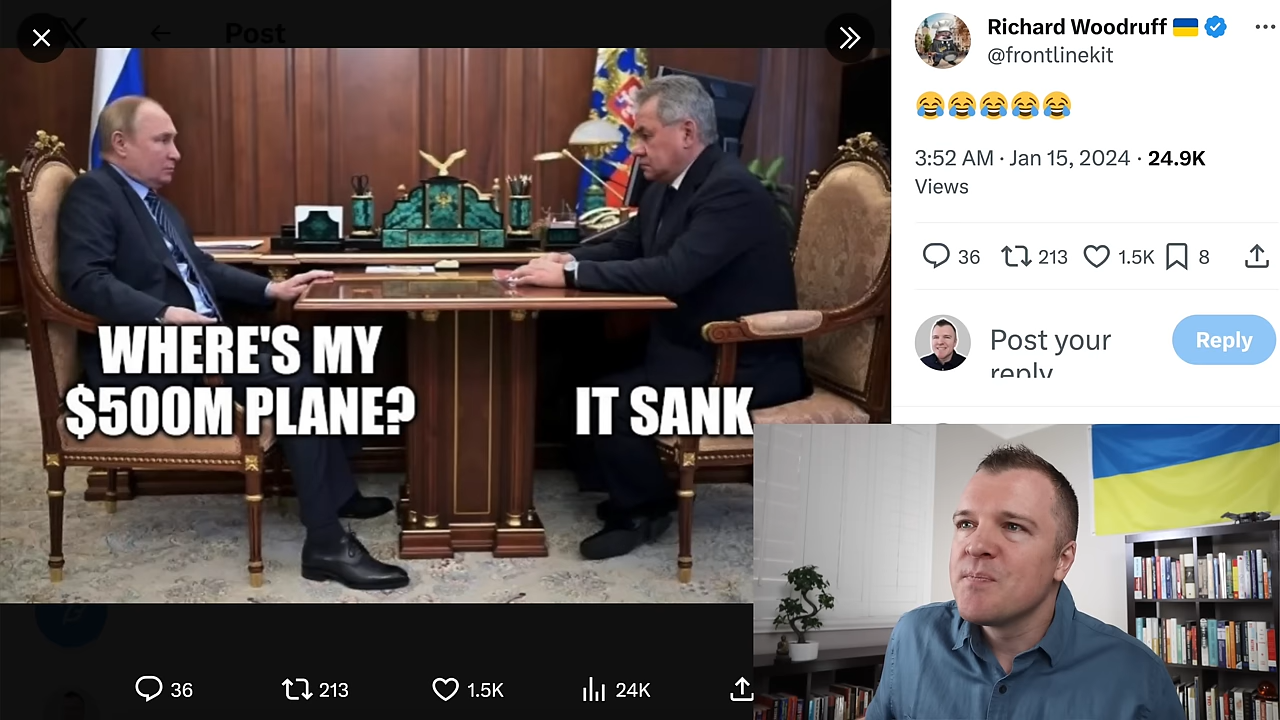 Post
WHERE'S MY
$500M PLANE?
IT SANK
36
213
1.5K
24K
Richard Woodruff
@frontlinekit
😂😂😂😂😂
3:52 AM · Jan 15, 2024 · 24.9K
Views
36
213
1.5K
8
Post your
reply
Reply